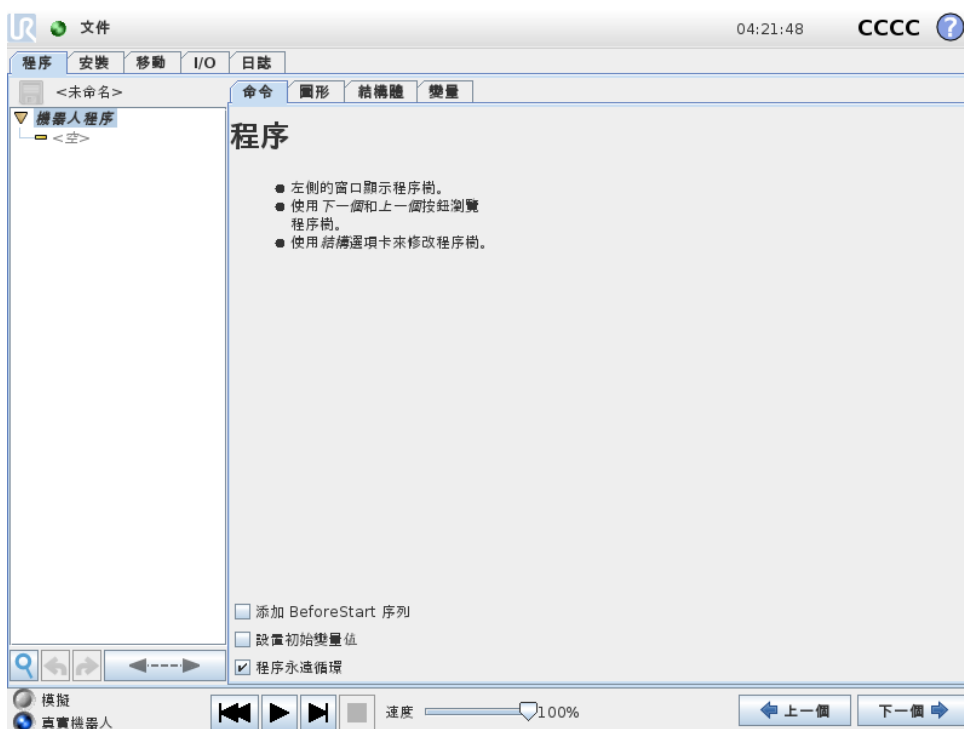 UR 文件 04:21:48 CCCC ?
程序 安裝 移動 I/O 日誌
<未命名> 命令 圖形 結構體 變量
機器人程序
<空>
程序
左側的窗口顯示程序樹。
使用下一個和上一個按鈕瀏覽
程序樹。
使用結構選項卡來修改程序樹。
添加 BeforeStart 序列
設置初始變量值
程序永遠循環
模擬
真實機器人
速度 100% 上一個 下一個